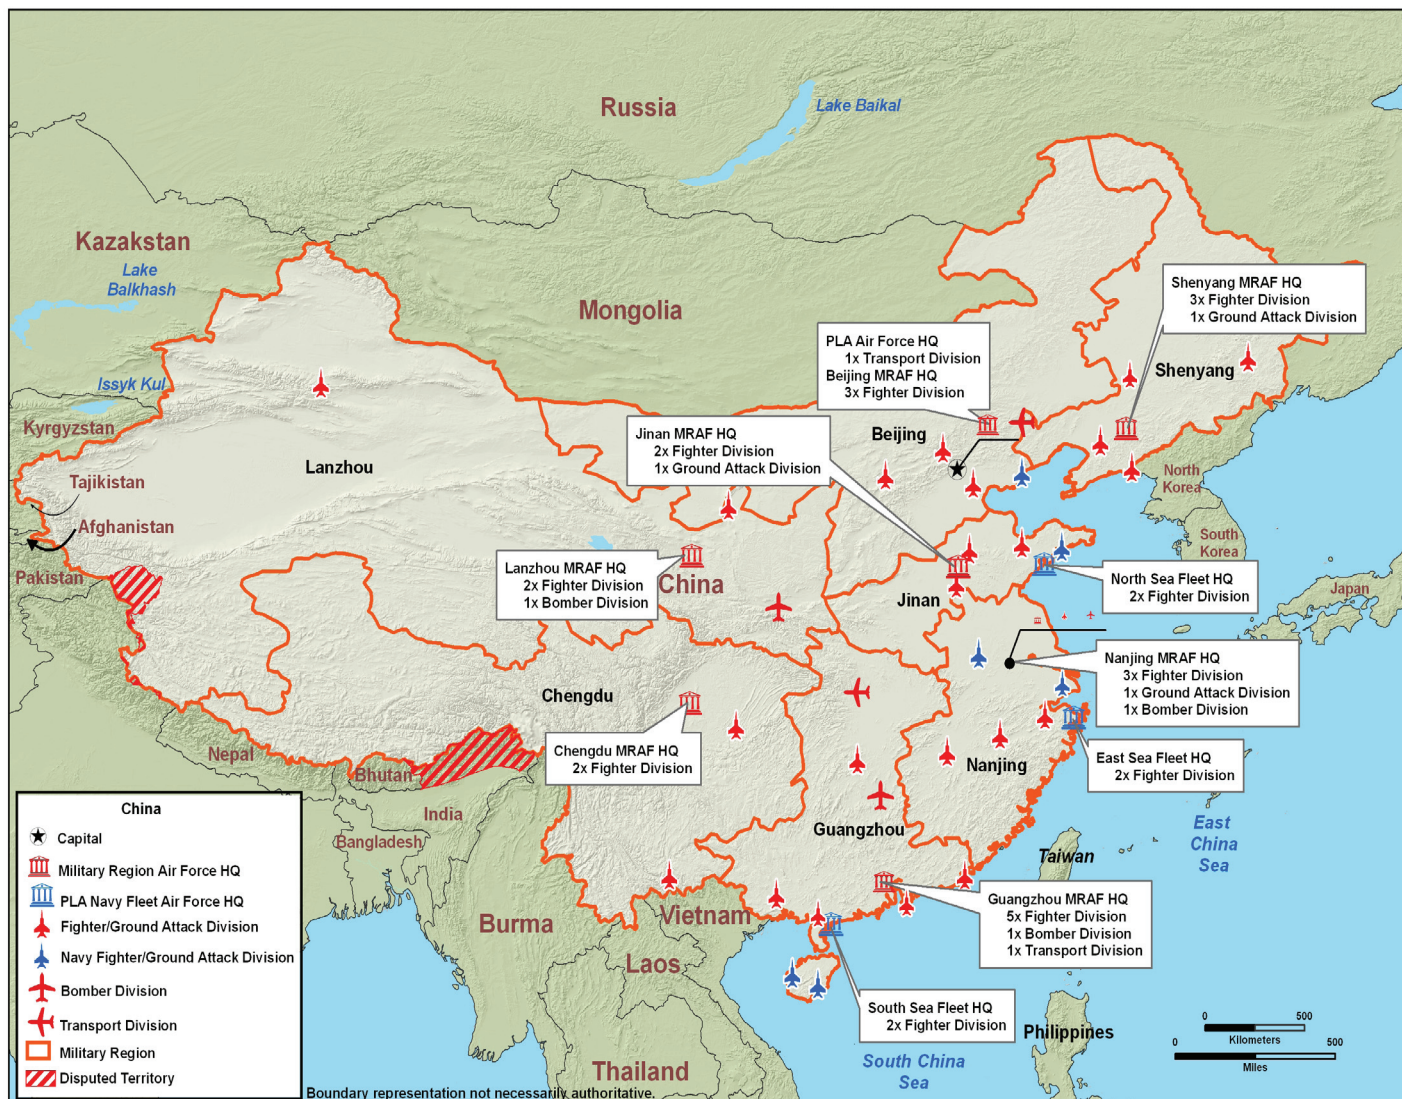 Russia
Lake Baikal
Kazakstan
Lake
Balkhash
Mongolia
Shenyang MRAF HQ
3x Fighter Division
1x Ground Attack Division
PLA Air Force HQ
1x Transport Division
Beijing MRAF HQ
3x Fighter Division
Issyk Kul
Shenyang
Kyrgyzstan
Jinan MRAF HQ
2x Fighter Division
1x Ground Attack Division
Beijing
Lanzhou
Tajikistan
North
Korea
Afghanistan
South
Korea
Pakistan
Lanzhou MRAF HQ
2x Fighter Division
1x Bomber Division
China
North Sea Fleet HQ
2x Fighter Division
Jinan
Japan
Nanjing MRAF HQ
3x Fighter Division
1x Ground Attack Division
1x Bomber Division
Chengdu
Chengdu MRAF HQ
2x Fighter Division
Nepal
Bhutan
Nanjing
East Sea Fleet HQ
2x Fighter Division
India
Bangladesh
Guangzhou
East
China
Sea
Taiwan
Burma
Vietnam
Laos
Guangzhou MRAF HQ
5x Fighter Division
1x Bomber Division
1x Transport Division
South Sea Fleet HQ
2x Fighter Division
Philippines
Thailand
South China
Sea
0 500
Kilometers
0 500
Miles
China
Capital
Military Region Air Force HQ
PLA Navy Fleet Air Force HQ
Fighter/Ground Attack Division
Navy Fighter/Ground Attack Division
Bomber Division
Transport Division
Military Region
Disputed Territory
Boundary representation not necessarily authoritative.